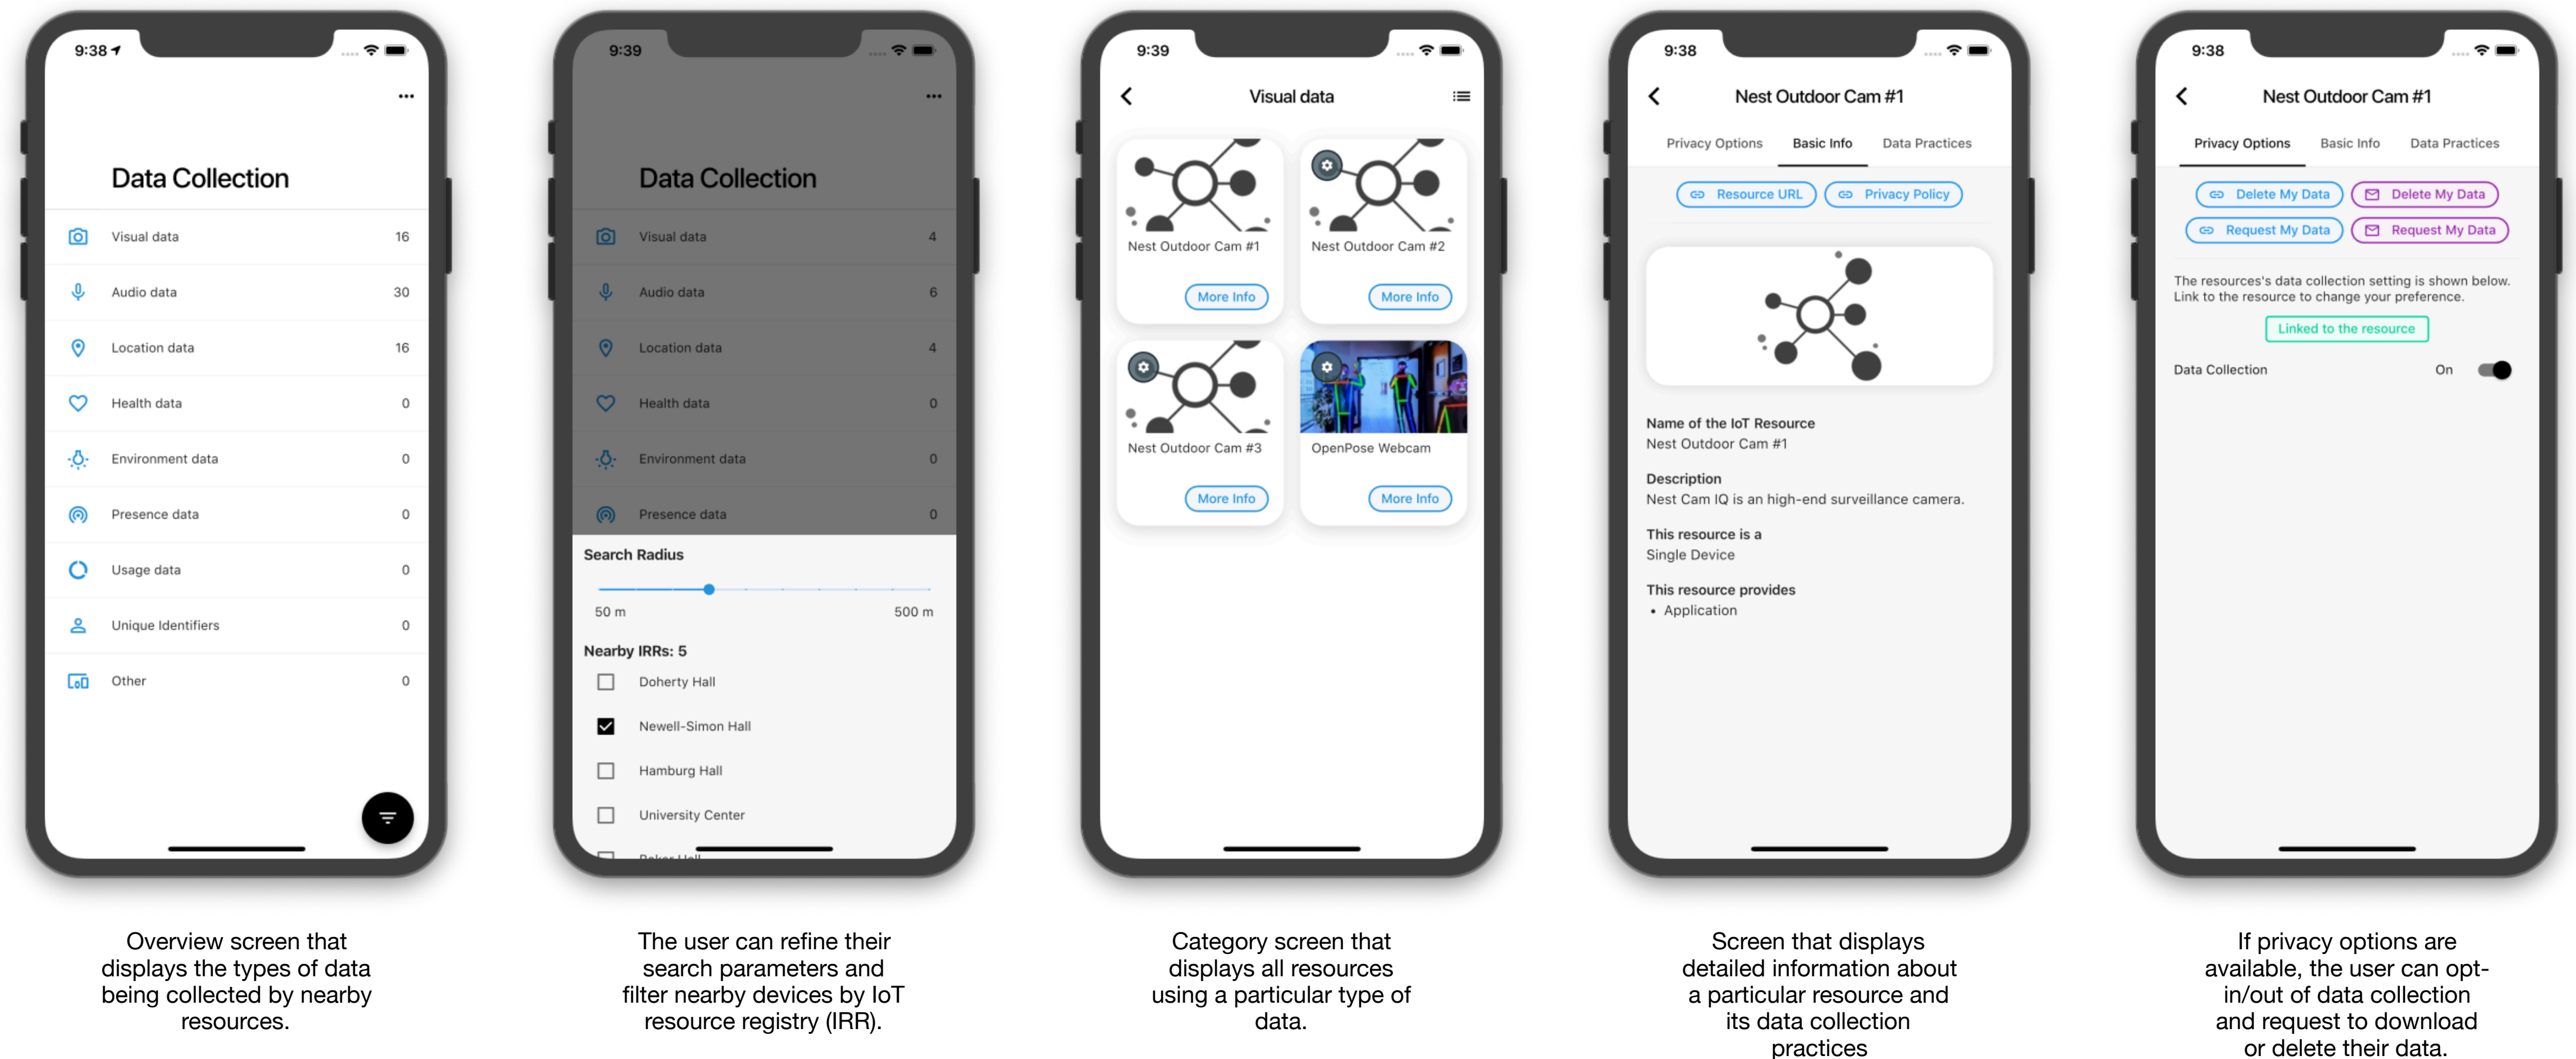 9:38
Data Collection
Visual data 16
Audio data 30
Location data 16
Health data 0
Environment data 0
Presence data 0
Usage data 0
Unique Identifiers 0
Other 0
Overview screen that
displays the types of data
being collected by nearby
resources.
9:39
Data Collection
Visual data 4
Audio data 6
Location data 4
Health data 0
Environment data 0
Presence data 0
Search Radius
50 m 500 m
Nearby IRRs: 5
Doherty Hall
Newell-Simon Hall
Hamburg Hall
University Center
Baker Hall
The user can refine their
search parameters and
filter nearby devices by IoT
resource registry (IRR).
9:39
Visual data
Nest Outdoor Cam #1
More Info
Nest Outdoor Cam #2
More Info
Nest Outdoor Cam #3
More Info
OpenPose Webcam
More Info
Category screen that
displays all resources
using a particular type of
data.
9:38
Nest Outdoor Cam #1
Privacy Options Basic Info Data Practices
Resource URL Privacy Policy
Name of the IoT Resource
Nest Outdoor Cam #1
Description
Nest Cam IQ is an high-end surveillance camera.
This resource is a
Single Device
This resource provides
• Application
Screen that displays
detailed information about
a particular resource and
its data collection
practices
9:38
Nest Outdoor Cam #1
Privacy Options Basic Info Data Practices
Delete My Data Delete My Data
Request My Data Request My Data
The resources's data collection setting is shown below.
Link to the resource to change your preference.
Linked to the resource
Data Collection On
If privacy options are
available, the user can opt-
in/out of data collection
and request to download
or delete their data.